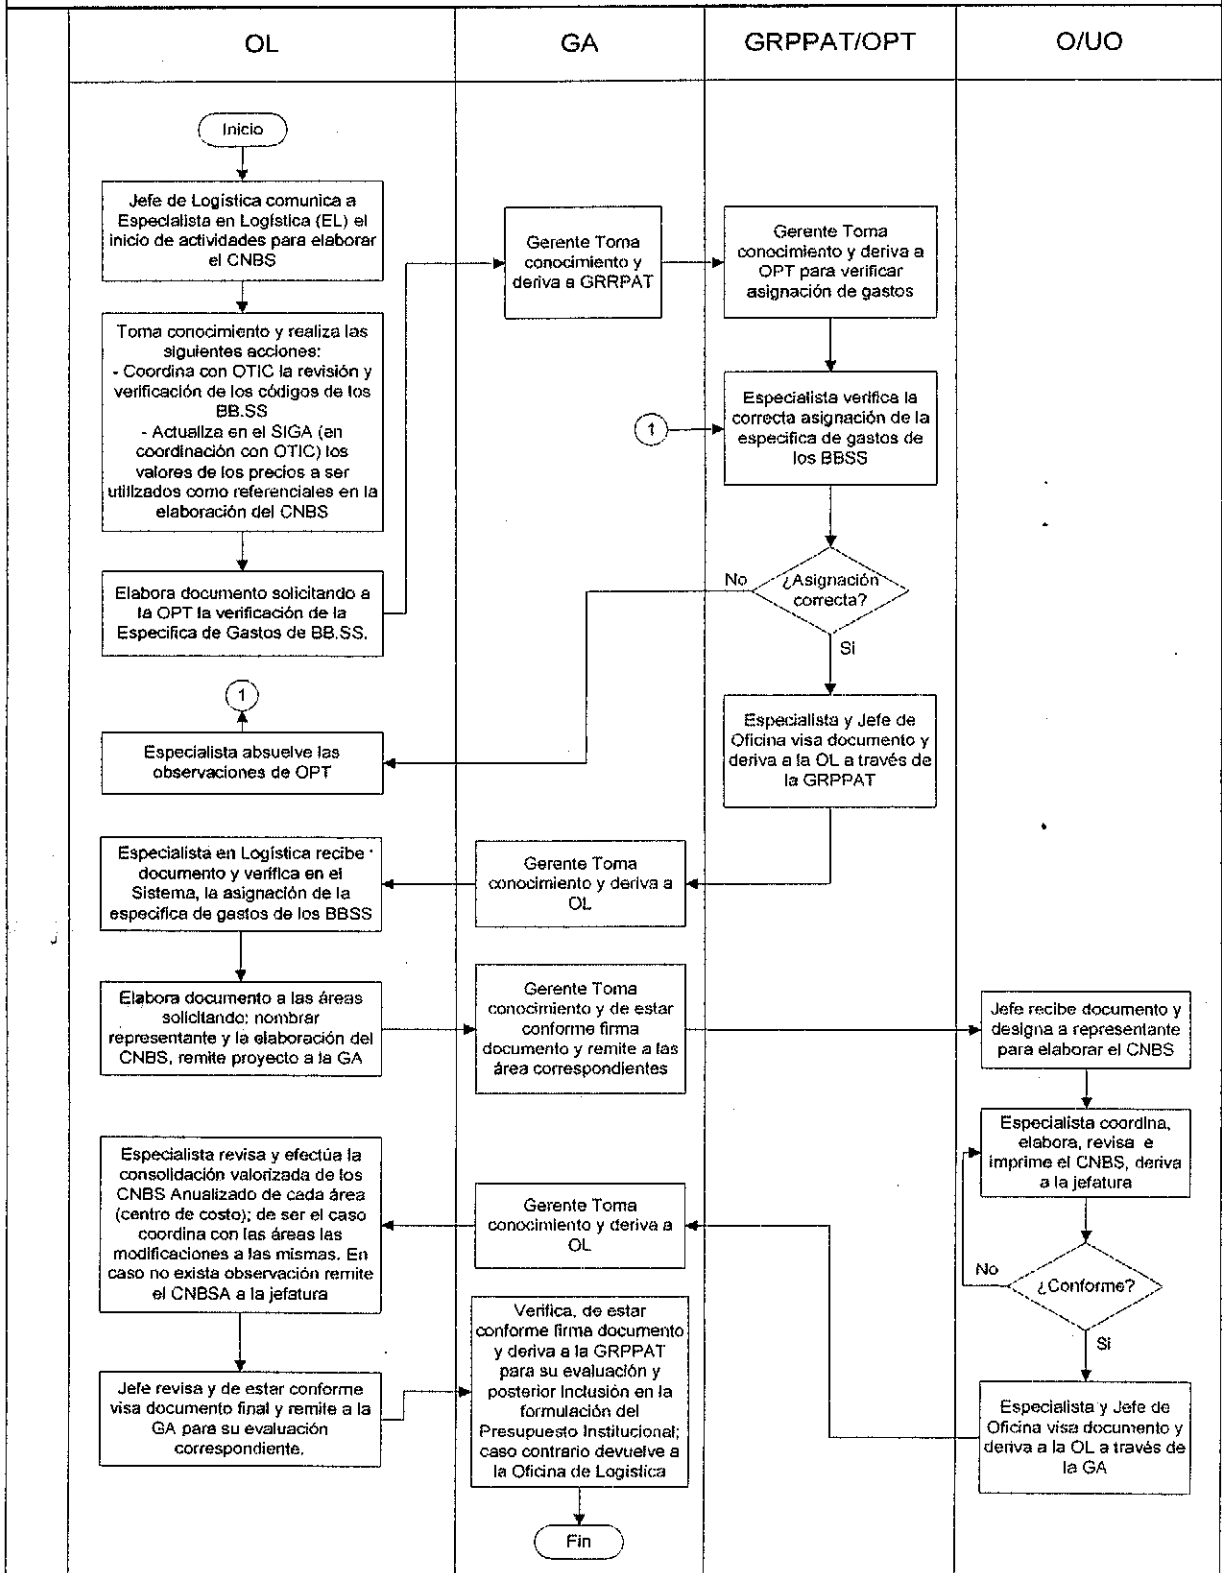 OL
GA
GRPPAT/OPT
O/UO
Inicio
Jefe de Logística comunica a
Especialista en Logística (EL) el
inicio de actividades para elaborar
el CNBS
Gerente Toma
conocimiento y
deriva a GRRPAT
Gerente Toma
conocimiento y deriva a
OPT para verificar
asignación de gastos
Toma conocimiento y realiza las
siguientes acciones:
- Coordina con OTIC la revisión y
verificación de los códigos de los
BB.SS
- Actualiza en el SIGA (en
coordinación con OTIC) los
valores de los precios a ser
utilizados como referenciales en la
elaboración del CNBS
1
Especialista verifica la
correcta asignación de la
especifica de gastos de
los BBSS
Elabora documento solicitando a
la OPT la verificación de la
Especifica de Gastos de BB.SS.
No
¿Asignación
correcta?
Si
1
Especialista absuelve las
observaciones de OPT
Especialista y Jefe de
Oficina visa documento y
deriva a la OL a través de
la GRPPAT
Especialista en Logística recibe
documento y verifica en el
Sistema, la asignación de la
especifica de gastos de los BBSS
Gerente Toma
conocimiento y deriva a
OL
Elabora documento a las áreas
solicitando: nombrar
representante y la elaboración del
CNBS, remite proyecto a la GA
Gerente Toma
conocimiento y de estar
conforme firma
documento y remite a las
área correspondientes
Jefe recibe documento y
designa a representante
para elaborar el CNBS
Especialista coordina,
elabora, revisa e
imprime el CNBS, deriva
a la jefatura
Especialista revisa y efectúa la
consolidación valorizada de los
CNBS Anualizado de cada área
(centro de costo); de ser el caso
coordina con las áreas las
modificaciones a las mismas. En
caso no exista observación remite
el CNBSA a la jefatura
Gerente Toma
conocimiento y deriva a
OL
No
¿Conforme?
Si
Jefe revisa y de estar conforme
visa documento final y remite a la
GA para su evaluación
correspondiente.
Verifica, de estar
conforme firma documento
y deriva a la GRPPAT
para su evaluación y
posterior Inclusión en la
formulación del
Presupuesto Institucional;
caso contrario devuelve a
la Oficina de Logística
Especialista y Jefe de
Oficina visa documento y
deriva a la OL a través de
la GA
Fin